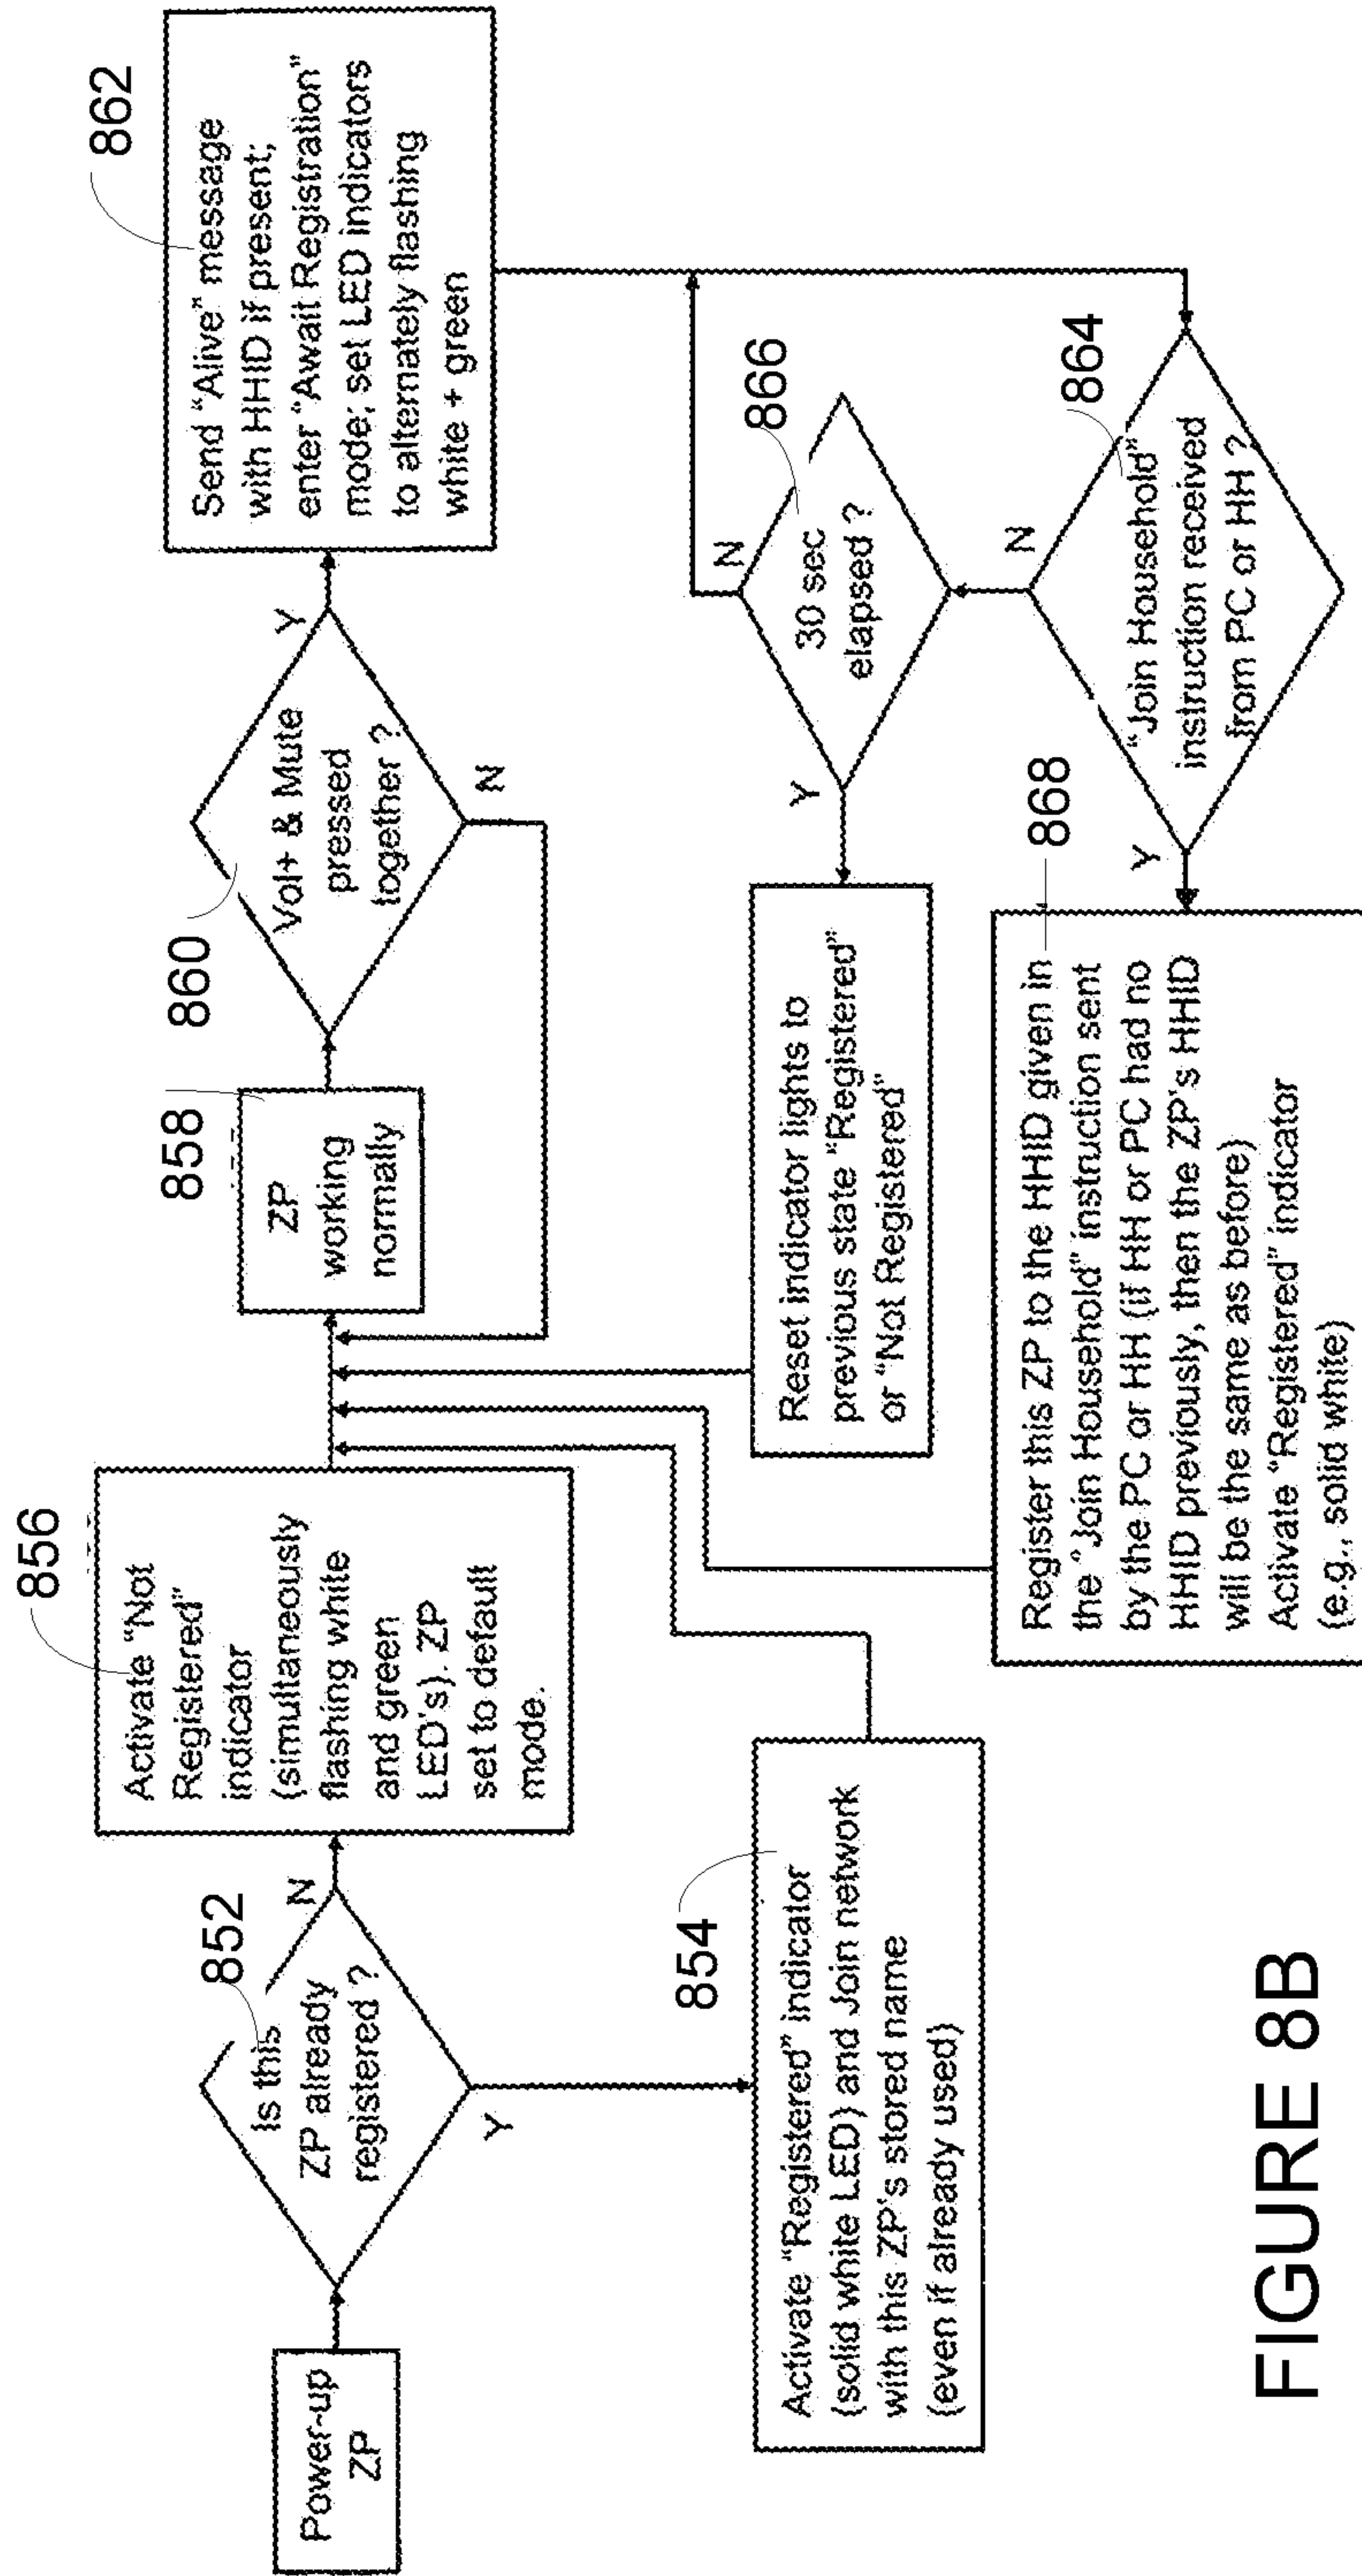 Power-up
ZP
852
Is this
ZP already
registered ?
N
Y
856
Activate “Not
Registered”
indicator
(simultaneously
flashing white
and green
LED's). ZP
set to default
mode.
854
Activate “Registered” indicator
(solid white LED) and Join network
with this ZP's stored name
(even if already used)
858
ZP
working
normally
860
Vol+ & Mute
pressed
together ?
Y
N
862
Send “Alive” message
with HHID if present;
enter “Await Registration”
mode; set LED indicators
to alternately flashing
white + green
864
“Join Household”
instruction received
from PC or HH ?
N
Y
866
30 sec
elapsed ?
N
Y
Reset indicator lights to
previous state “Registered”
or “Not Registered”
868
Register this ZP to the HHID given in
the “Join Household” instruction sent
by the PC or HH (if HH or PC had no
HHID previously, then the ZP's HHID
will be the same as before)
Activate “Registered” indicator
(e.g., solid white)
FIGURE 8B